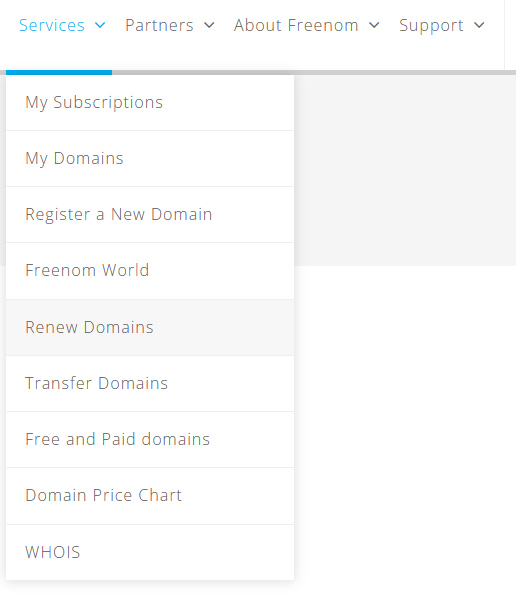 Services Partners About Freenom Support
My Subscriptions
My Domains
Register a New Domain
Freenom World
Renew Domains
Transfer Domains
Free and Paid domains
Domain Price Chart
WHOIS